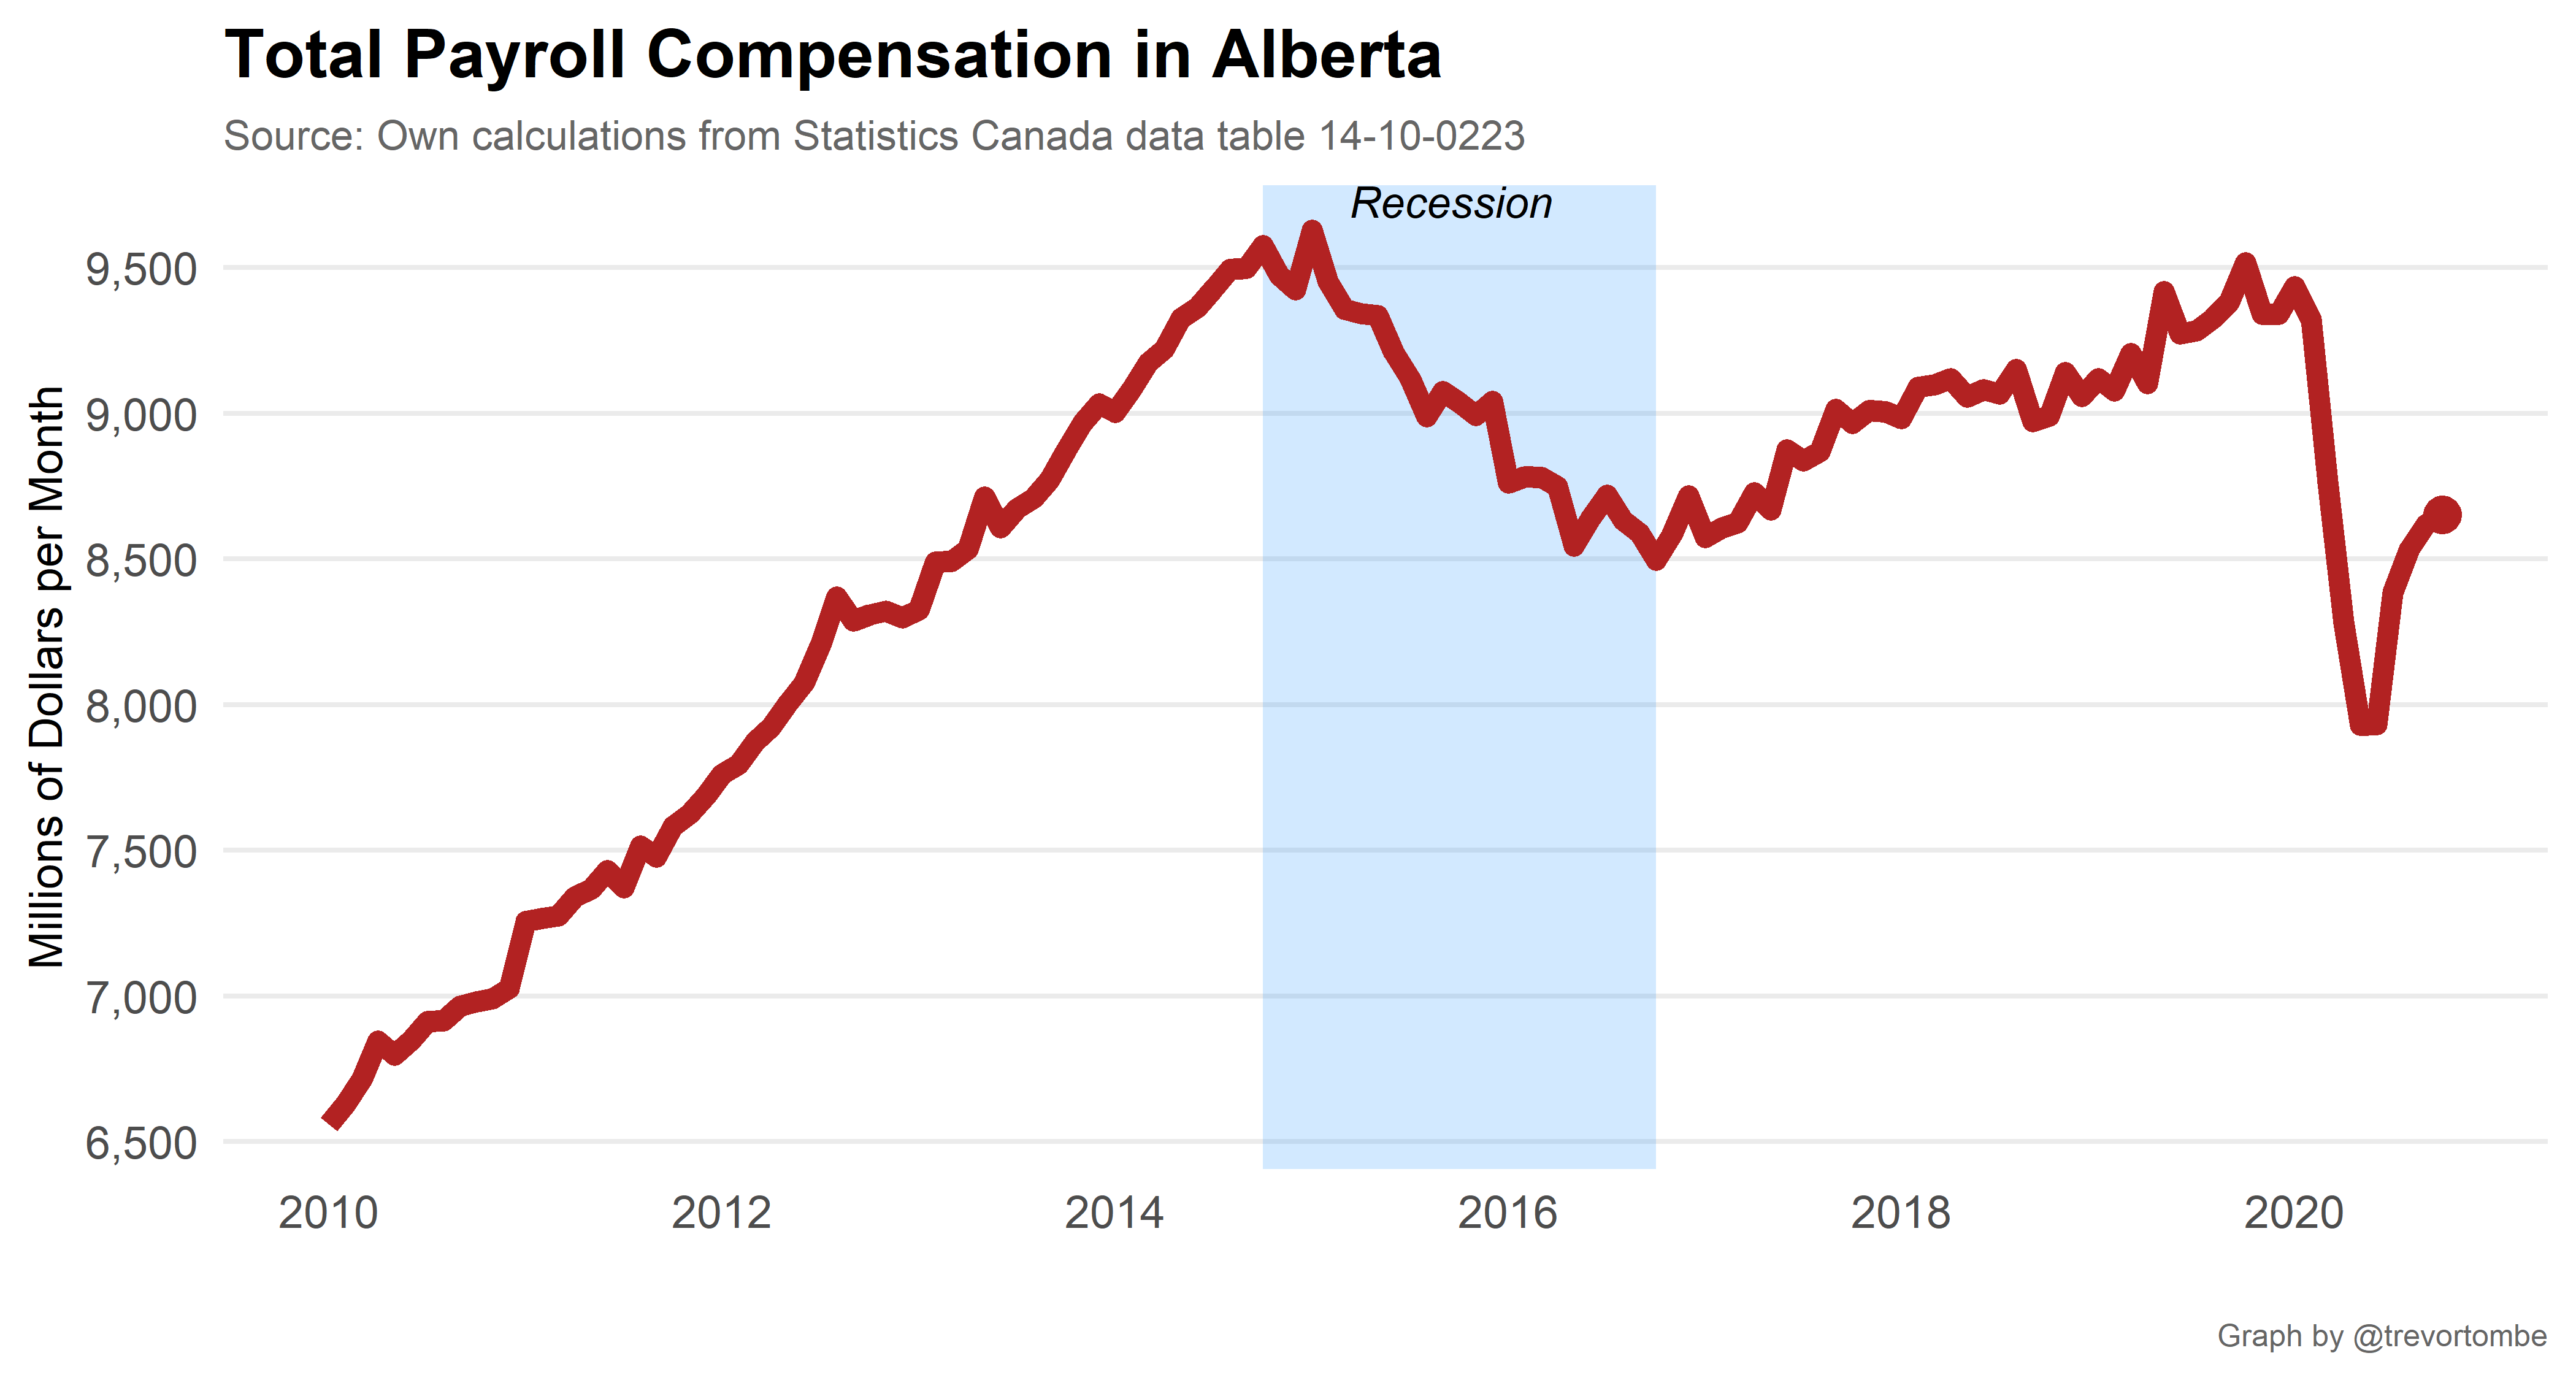 Total Payroll Compensation in Alberta
Source: Own calculations from Statistics Canada data table 14-10-0223
Recession
Millions of Dollars per Month
9,500
9,000
8,500
8,000
7,500
7,000
6,500
2010 2012 2014 2016 2018 2020
Graph by @trevortombe